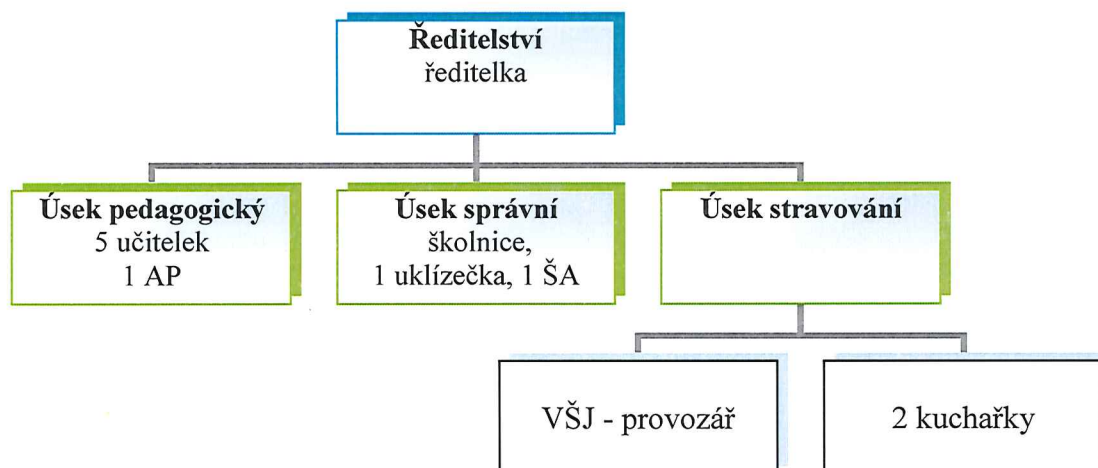 Ředitelství
ředitelka
Úsek pedagogický
5 učitelek
1 AP
Úsek správní
školnice,
1 uklízečka, 1 ŠA
Úsek stravování
VŠJ - provozář
2 kuchařky